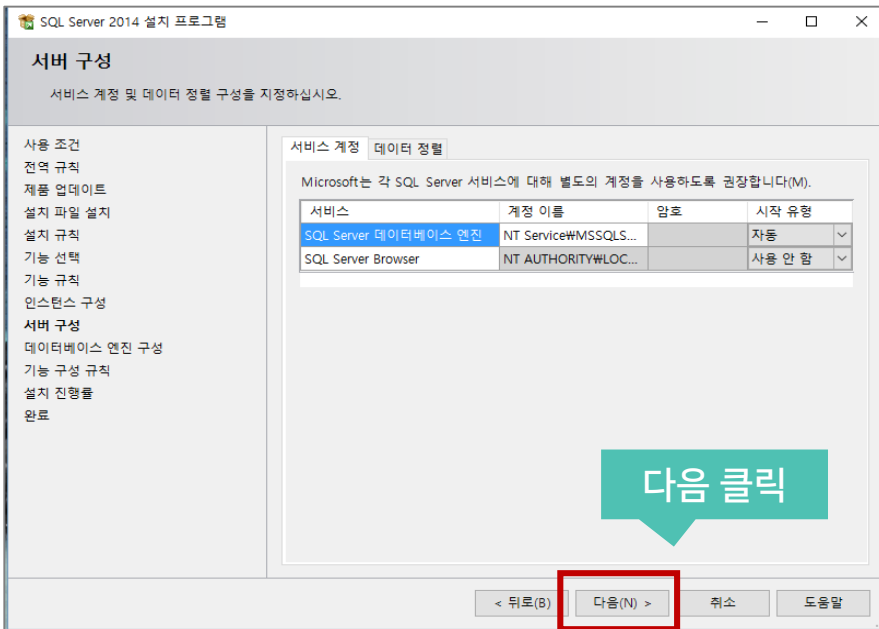 SQL Server 2014 설치 프로그램
서버 구성
서비스 계정 및 데이터 정렬 구성을 지정하십시오.
사용 조건
전역 규칙
제품 업데이트
설치 파일 설치
설치 규칙
기능 선택
기능 규칙
인스턴스 구성
서버 구성
데이터베이스 엔진 구성
기능 구성 규칙
설치 진행률
완료
서비스 계정 데이터 정렬
Microsoft는 각 SQL Server 서비스에 대해 별도의 계정을 사용하도록 권장합니다(M).
서비스 계정 이름 암호 시작 유형
SQL Server 데이터베이스 엔진 NT Service₩MSSQLS... 자동
SQL Server Browser NT AUTHORITY₩LOC... 사용 안 함
다음 클릭
< 뒤로(B) 다음(N) > 취소 도움말